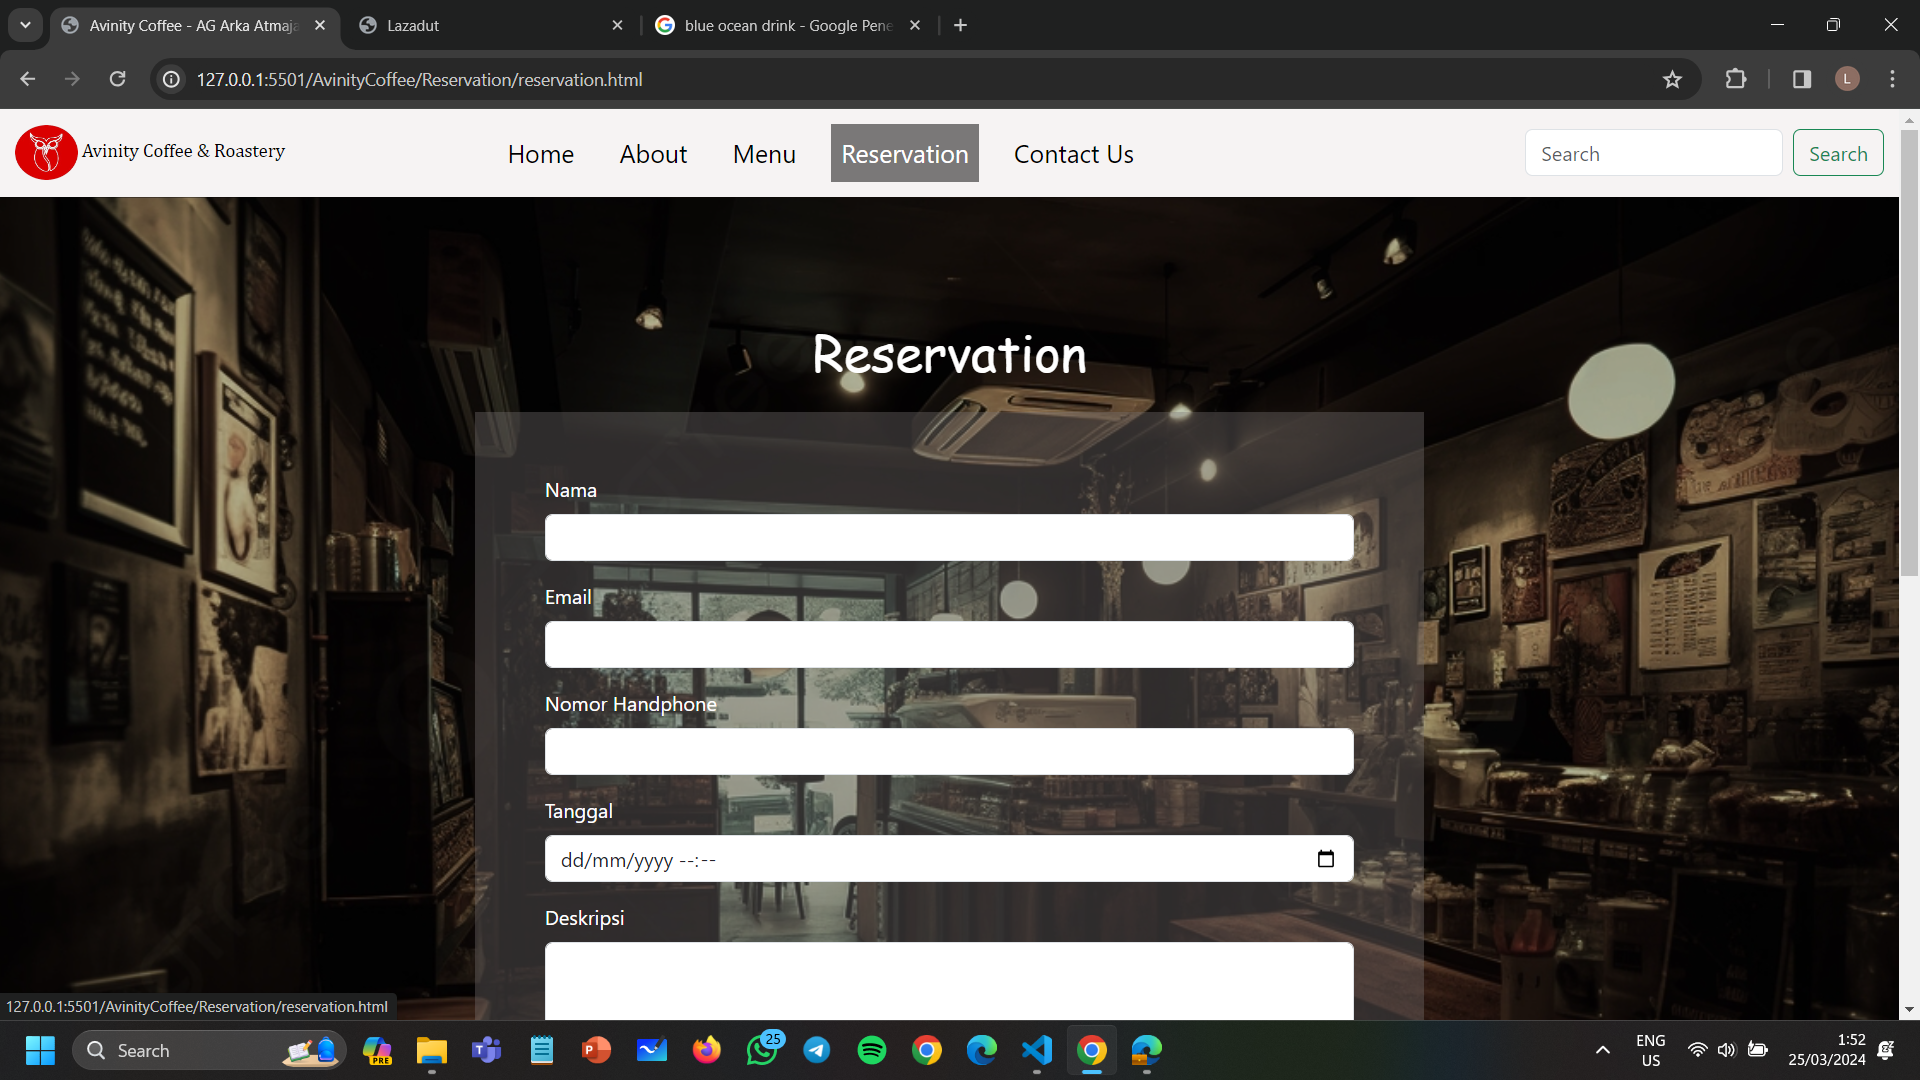 Avinity Coffee - AG Arka Atmaja
Lazadut
blue ocean drink - Google Pene
127.0.0.1:5501/AvinityCoffee/Reservation/reservation.html
L
Avinity Coffee & Roastery
Home
About
Menu
Reservation
Contact Us
Search
Search
Reservation
Nama
Email
Nomor Handphone
Tanggal
dd/mm/yyyy --:--
Deskripsi
127.0.0.1:5501/AvinityCoffee/Reservation/reservation.html
Search
PRE
25
ENG
US
1:52
25/03/2024